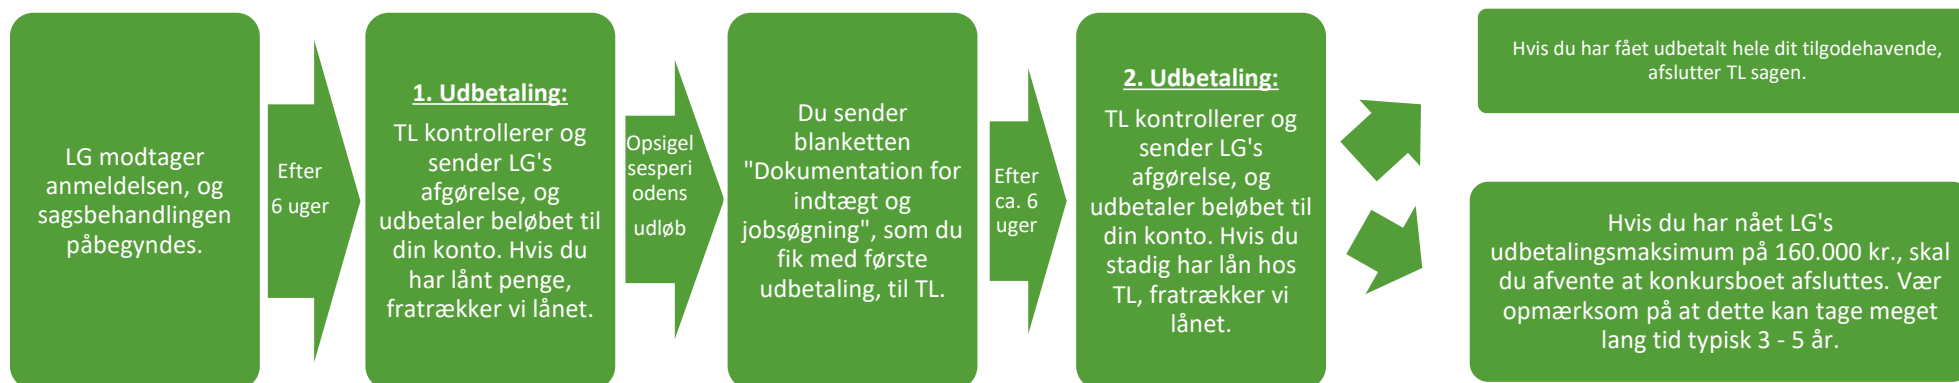 LG modtager
anmeldelsen, og
sagsbehandlingen
påbegyndes.
Efter
6 uger
1. Udbetaling:
TL kontrollerer og
sender LG's
afgørelse, og
udbetaler beløbet til
din konto. Hvis du
har lånt penge,
fratrækker vi lånet.
Opsigel
sesperi
odens
udløb
Du sender
blanketten
"Dokumentation for
indtægt og
jobsøgning", som du
fik med første
udbetaling, til TL.
Efter
ca. 6
uger
2. Udbetaling:
TL kontrollerer og
sender LG's
afgørelse, og
udbetaler beløbet til
din konto. Hvis du
stadig har lån hos
TL, fratrækker vi
lånet.
Hvis du har fået udbetalt hele dit tilgodehavende,
afslutter TL sagen.
Hvis du har nået LG's
udbetalingsmaksimum på 160.000 kr., skal
du afvente at konkursboet afsluttes. Vær
opmærksom på at dette kan tage meget
lang tid typisk 3 - 5 år.